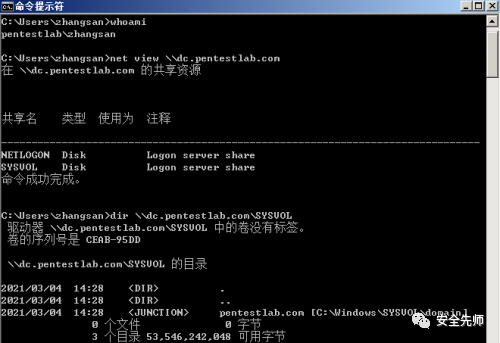 命令提示符
C:\Users\zhangsan>whoami
pentestlab\zhangsan
C:\Users\zhangsan>net view \\dc.pentestlab.com
在 \\dc.pentestlab.com 的共享资源
共享名 类型 使用为 注释
-------------------------------------------------------------------------------
NETLOGON Disk Logon server share
SYSVOL Disk Logon server share
命令成功完成。
C:\Users\zhangsan>dir \\dc.pentestlab.com\SYSVOL
驱动器 \\dc.pentestlab.com\SYSVOL 中的卷没有标签。
卷的序列号是 CEAB-95DD
\\dc.pentestlab.com\SYSVOL 的目录
2021/03/04 14:28 <DIR> .
2021/03/04 14:28 <DIR> ..
2021/03/04 14:28 <JUNCTION> pentestlab.com [C:\Windows\SYSVOL\domain]
0 个文件 0 字节
3 个目录 53,546,242,048 可用字节
安全先师